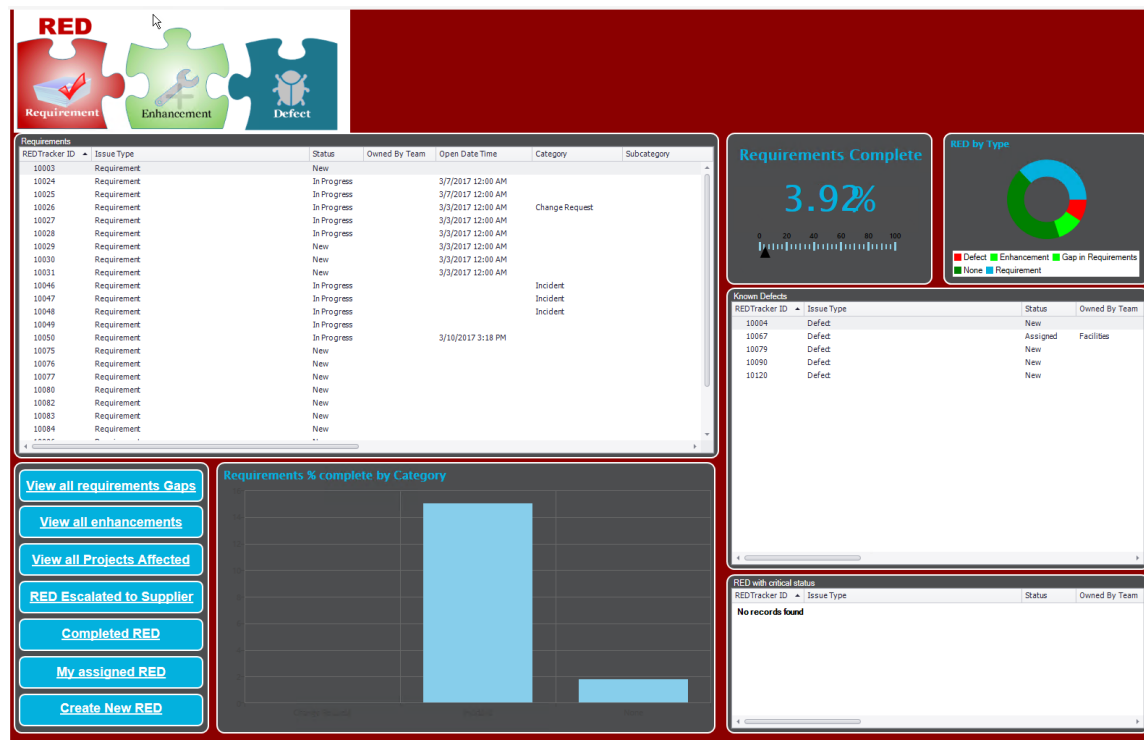 RED
Requirement Enhancement Defect
Requirements
REDTracker ID Issue Type Status Owned By Team Open Date Time Category Subcategory
10003 Requirement New
10024 Requirement In Progress 3/7/2017 12:00 AM
10025 Requirement In Progress 3/7/2017 12:00 AM
10026 Requirement In Progress 3/3/2017 12:00 AM Change Request
10027 Requirement In Progress 3/3/2017 12:00 AM
10028 Requirement In Progress 3/3/2017 12:00 AM
10029 Requirement New 3/3/2017 12:00 AM
10030 Requirement New 3/3/2017 12:00 AM
10031 Requirement New 3/3/2017 12:00 AM
10046 Requirement In Progress Incident
10047 Requirement In Progress Incident
10048 Requirement In Progress Incident
10049 Requirement In Progress
10050 Requirement In Progress 3/10/2017 3:18 PM
10075 Requirement New
10076 Requirement New
10077 Requirement New
10080 Requirement New
10082 Requirement New
10083 Requirement New
10084 Requirement New
Requirements Complete
3.92%
0 20 40 60 80 100
RED by Type
Defect Enhancement Gap in Requirements
None Requirement
Known Defects
REDTracker ID Issue Type Status Owned By Team
10004 Defect New
10067 Defect Assigned Facilities
10079 Defect New
10090 Defect New
10120 Defect New
View all requirements Gaps
View all enhancements
View all Projects Affected
RED Escalated to Supplier
Completed RED
My assigned RED
Create New RED
Requirements % complete by Category
RED with critical status
REDTracker ID Issue Type Status Owned By Team
No records found